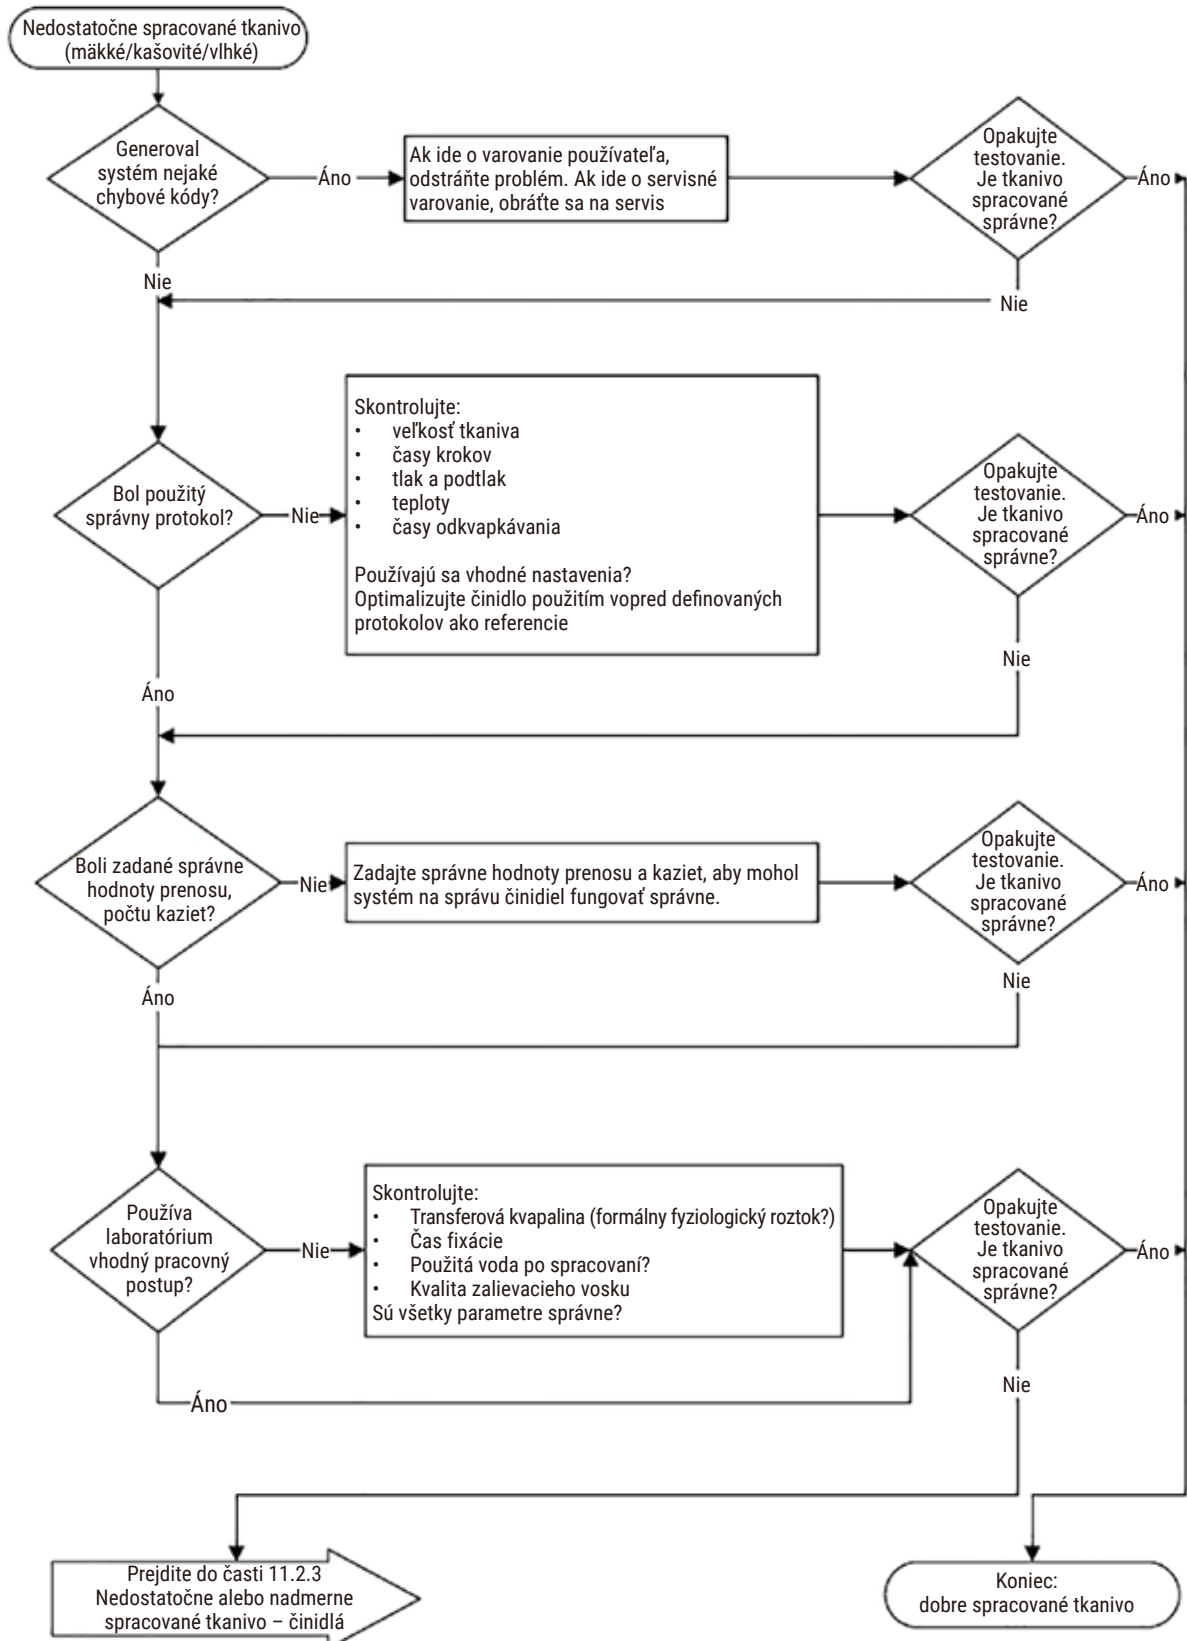 Nedostatočne spracované tkanivo
(mäkké/kašovité/vlhké)
Generoval
systém nejaké
chybové kódy?
Áno
Ak ide o varovanie používateľa,
odstráňte problém. Ak ide o servisné
varovanie, obráťte sa na servis
Opakujte
testovanie.
Je tkanivo
spracované
správne?
Áno
Nie
Nie
Bol použitý
správny protokol?
Nie
Skontrolujte:
• veľkosť tkaniva
• časy krokov
• tlak a podtlak
• teploty
• časy odkvapkávania
Používajú sa vhodné nastavenia?
Optimalizujte činidlo použitím vopred definovaných
protokolov ako referencie
Opakujte
testovanie.
Je tkanivo
spracované
správne?
Áno
Nie
Áno
Boli zadané správne
hodnoty prenosu,
počtu kaziet?
Nie
Zadajte správne hodnoty prenosu a kaziet, aby mohol
systém na správu činidiel fungovať správne.
Opakujte
testovanie.
Je tkanivo
spracované
správne?
Áno
Nie
Áno
Používa
laboratórium
vhodný pracovný
postup?
Nie
Skontrolujte:
• Transferová kvapalina (formálny fyziologický roztok?)
• Čas fixácie
• Použitá voda po spracovaní?
• Kvalita zalievacieho vosku
Sú všetky parametre správne?
Opakujte
testovanie.
Je tkanivo
spracované
správne?
Áno
Nie
Áno
Prejdite do časti 11.2.3
Nedostatočne alebo nadmerne
spracované tkanivo – činidlá
Koniec:
dobre spracované tkanivo